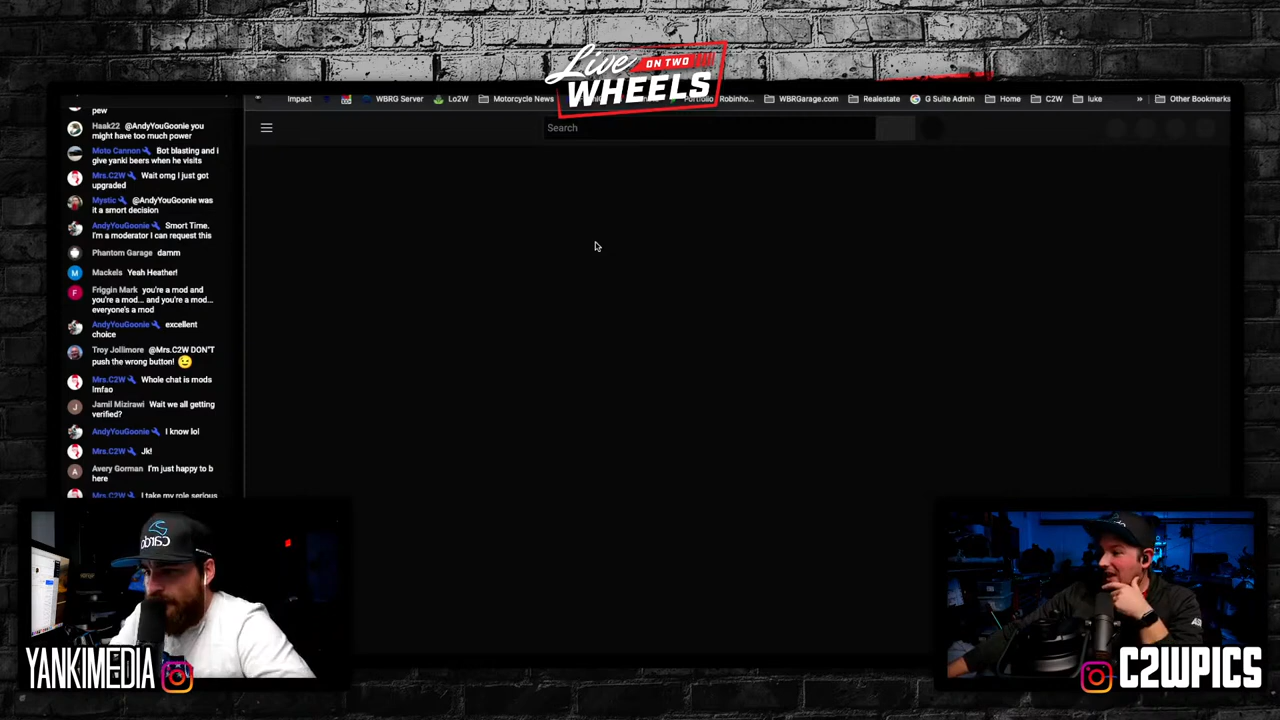 Live
ON TWO
WHEELS
Impact
WBRG Server
Lo2W
Motorcycle News
Portfolio
Robinho...
WBRGarage.com
Realestate
G Suite Admin
Home
C2W
luke
»
Other Bookmarks
Search
pew
Haak22 @AndyYouGoonie you
might have too much power
Moto Cannon Bot blasting and i
give yanki beers when he visits
Mrs.C2W Wait omg I just got
upgraded
Mystic @AndyYouGoonie was
it a smort decision
AndyYouGoonie Smort Time.
I'm a moderator I can request this
Phantom Garage damm
M
Mackels Yeah Heather!
F
Friggin Mark you're a mod and
you're a mod... and you're a mod...
everyone's a mod
AndyYouGoonie excellent
choice
Troy Jollimore @Mrs.C2W DON"T
push the wrong button! 😉
Mrs.C2W Whole chat is mods
lmfao
J
Jamil Mizirawi Wait we all getting
verified?
AndyYouGoonie I know lol
Mrs.C2W Jk!
A
Avery Gorman I'm just happy to b
here
Mrs.C2W I take my role serious
cardo
YANKIMEDIA
C2WPICS